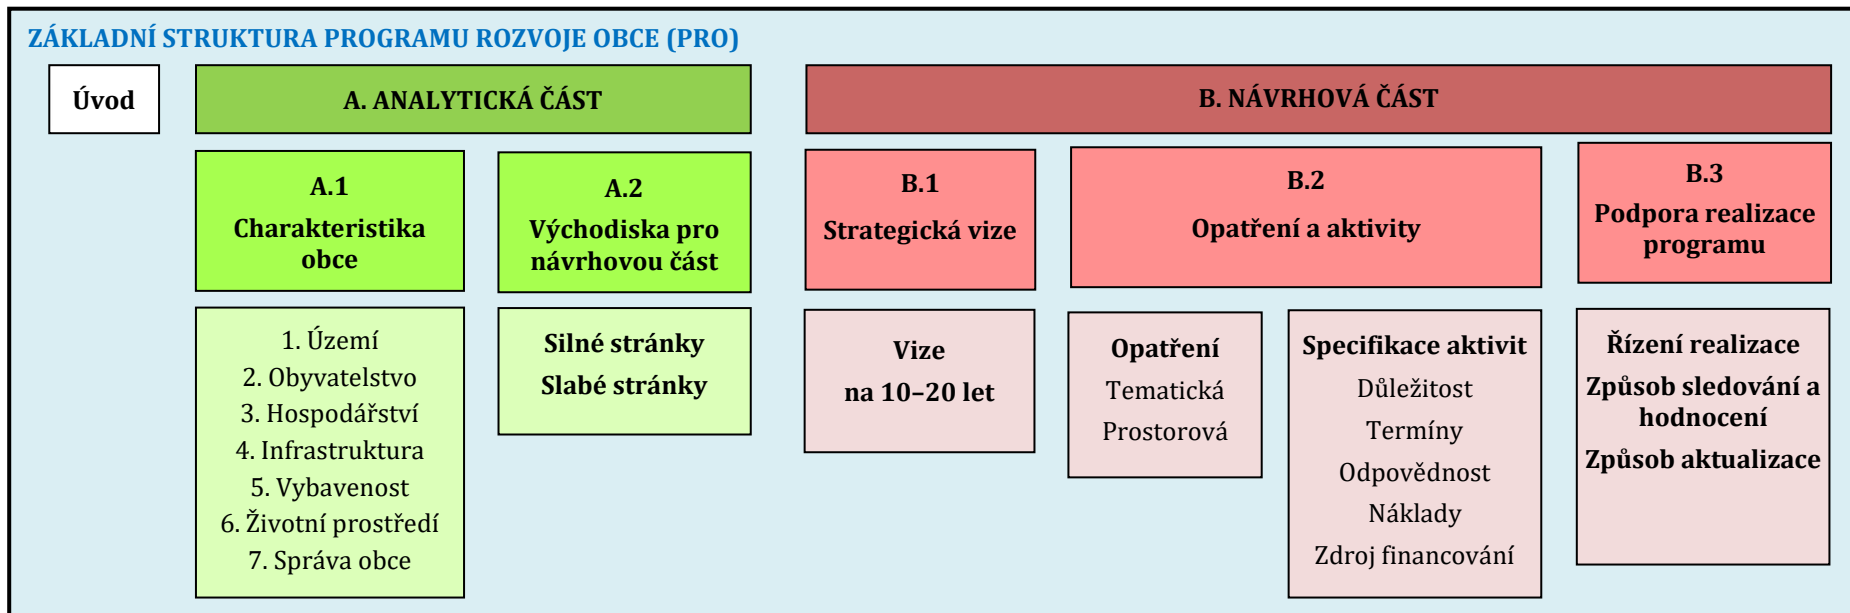 ZÁKLADNÍ STRUKTURA PROGRAMU ROZVOJE OBCE (PRO)
Úvod
A. ANALYTICKÁ ČÁST
B. NÁVRHOVÁ ČÁST
A.1
Charakteristika
obce
A.2
Východiska pro
návrhovou část
B.1
Strategická vize
B.2
Opatření a aktivity
B.3
Podpora realizace
programu
1. Území
2. Obyvatelstvo
3. Hospodářství
4. Infrastruktura
5. Vybavenost
6. Životní prostředí
7. Správa obce
Silné stránky
Slabé stránky
Vize
na 10–20 let
Opatření
Tematická
Prostorová
Specifikace aktivit
Důležitost
Termíny
Odpovědnost
Náklady
Zdroj financování
Řízení realizace
Způsob sledování a
hodnocení
Způsob aktualizace